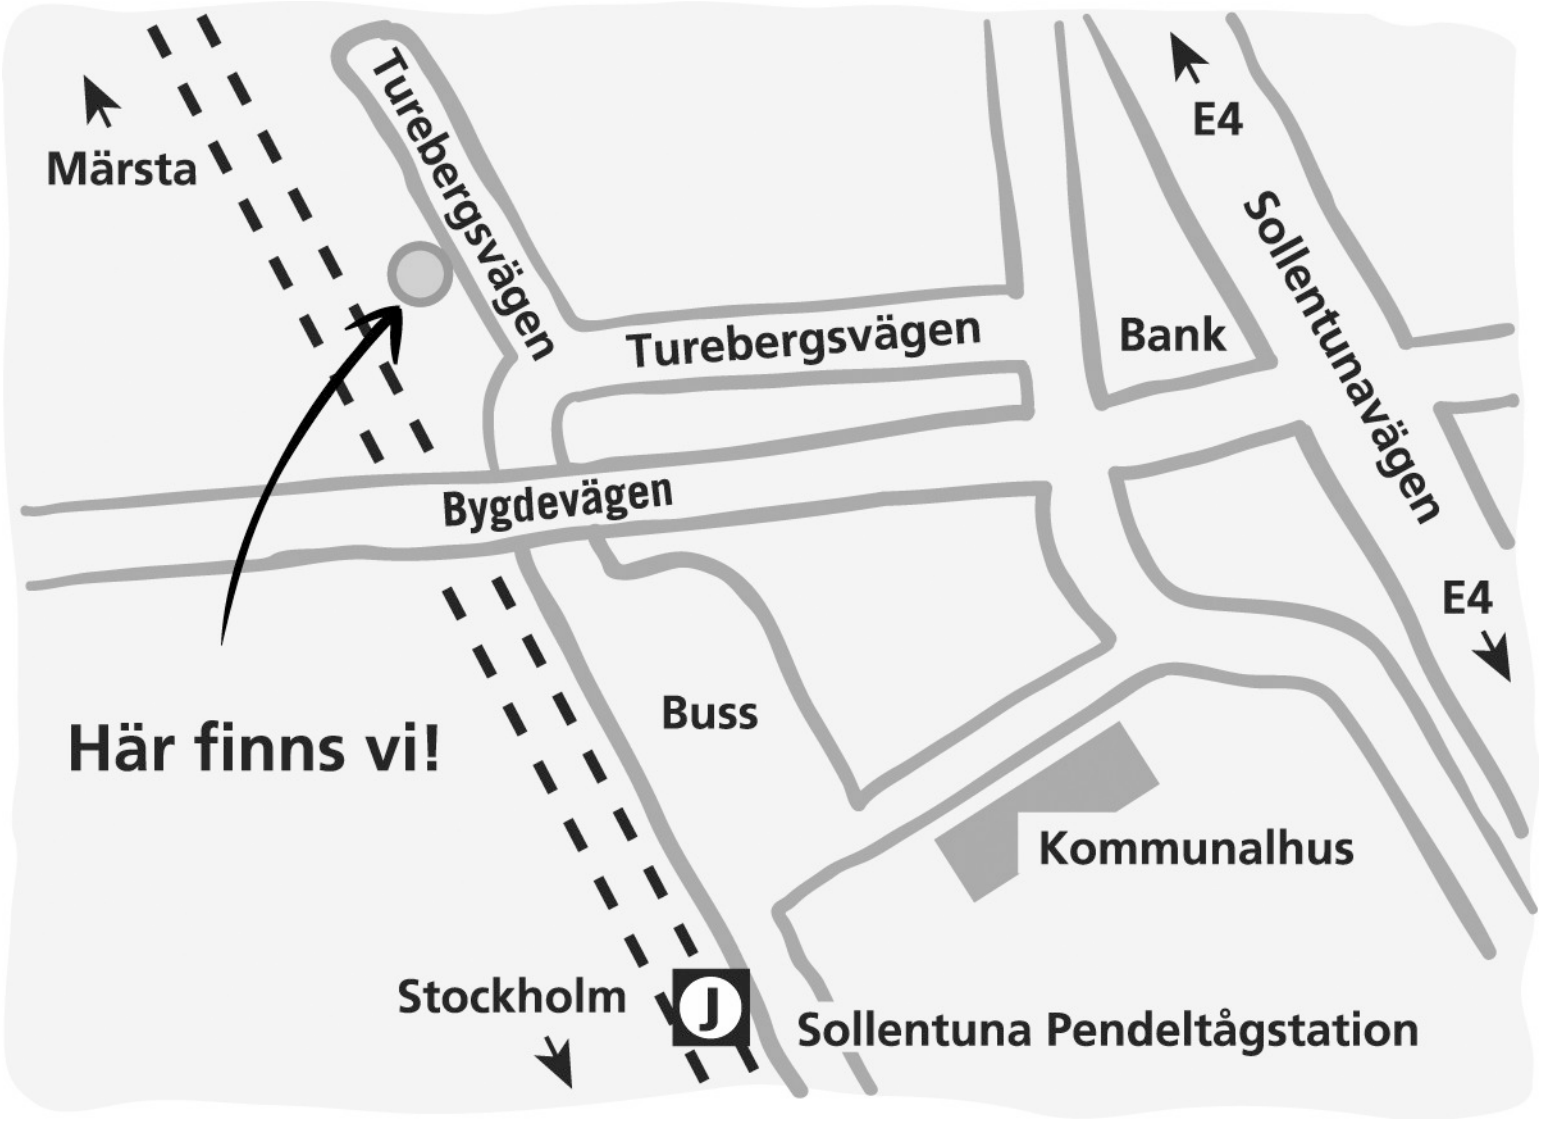 Turebergsvägen
E4
Märsta
Sollentunavägen
Turebergsvägen
Bank
Bygdevägen
E4
Buss
Här finns vi!
Kommunalhus
Stockholm
J
Sollentuna Pendeltågstation